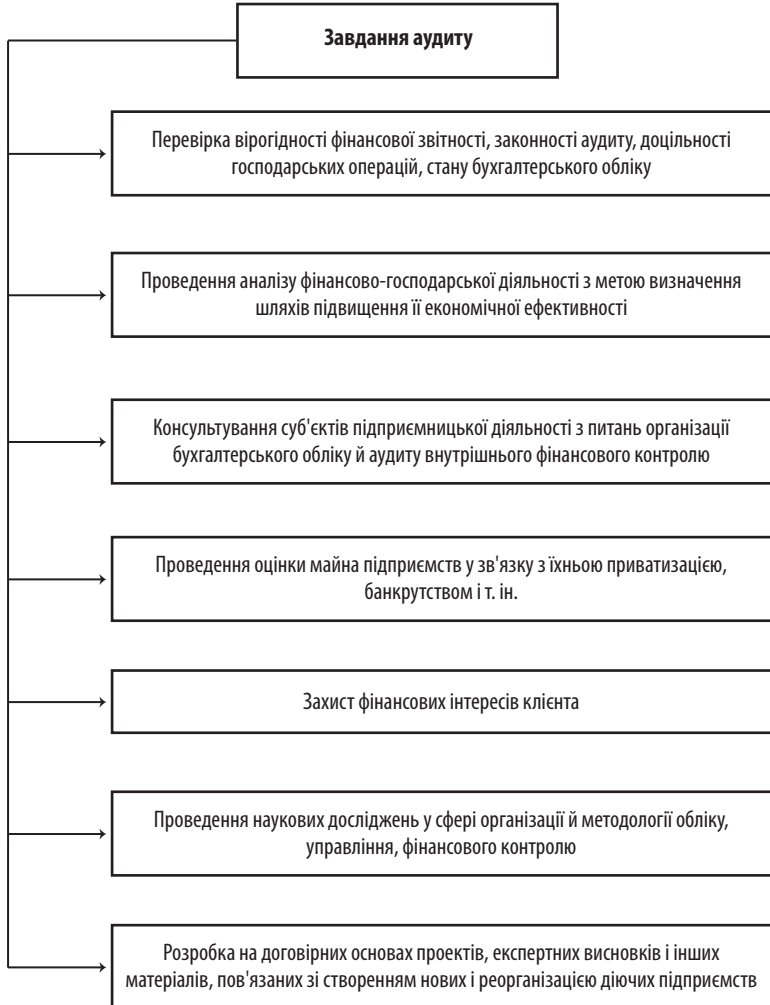 Завдання аудиту
Перевірка вірогідності фінансової звітності, законності аудиту, доцільності
господарських операцій, стану бухгалтерського обліку
Проведення аналізу фінансово-господарської діяльності з метою визначення
шляхів підвищення її економічної ефективності
Консультування суб'єктів підприємницької діяльності з питань організації
бухгалтерського обліку й аудиту внутрішнього фінансового контролю
Проведення оцінки майна підприємств у зв'язку з їхньою приватизацією,
банкрутством і т. ін.
Захист фінансових інтересів клієнта
Проведення наукових досліджень у сфері організації й методології обліку,
управління, фінансового контролю
Розробка на договірних основах проектів, експертних висновків і інших
матеріалів, пов'язаних зі створенням нових і реорганізацією діючих підприємств